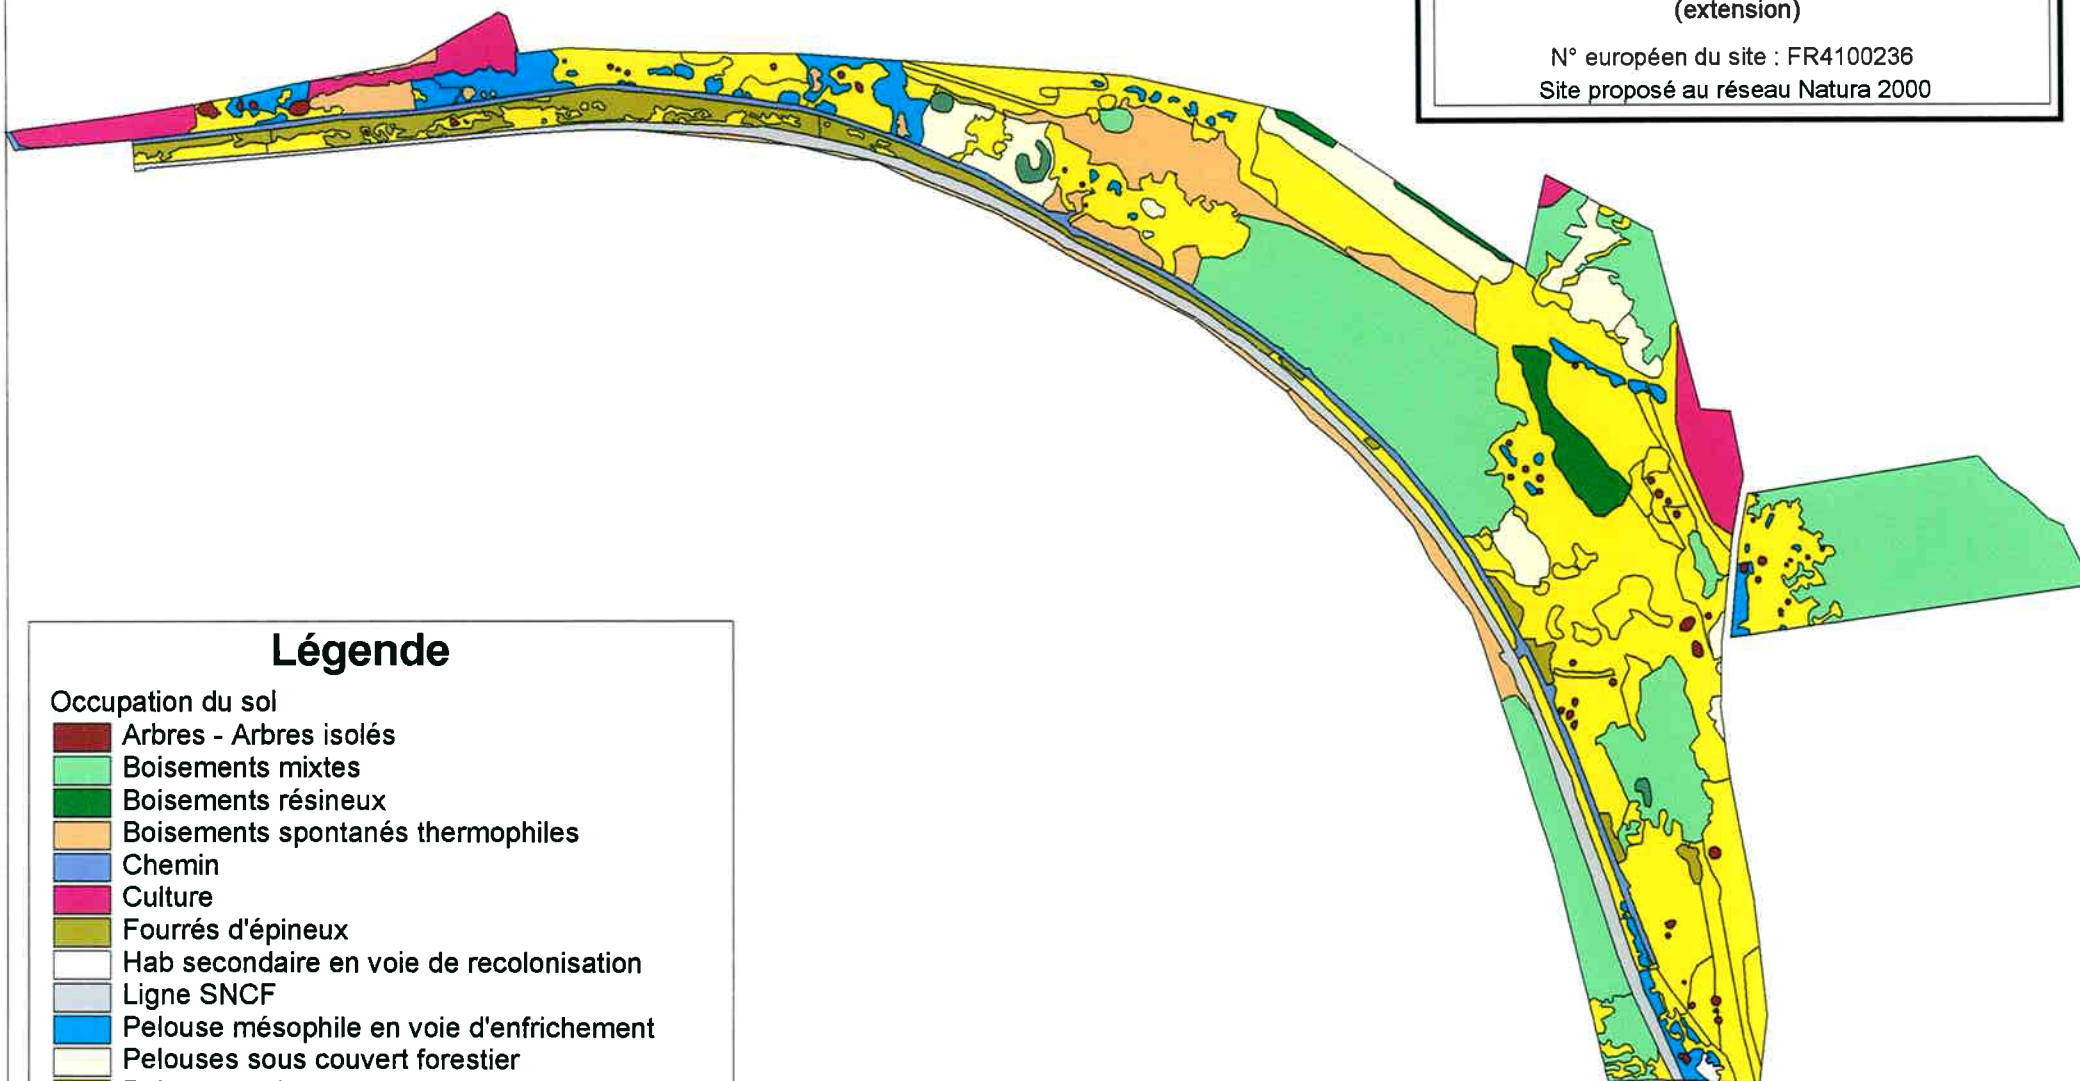 (extension)
N° européen du site : FR4100236
Site proposé au réseau Natura 2000
Légende
Occupation du sol
Arbres - Arbres isolés
Boisements mixtes
Boisements résineux
Boisements spontanés thermophiles
Chemin
Culture
Fourrés d'épineux
Hab secondaire en voie de recolonisation
Ligne SNCF
Pelouse mésophile en voie d'enfrichement
Pelouses sous couvert forestier